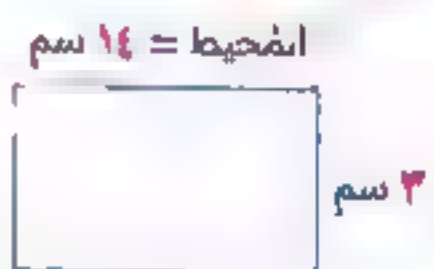 المحيط = ١٤ سم
٣ سم